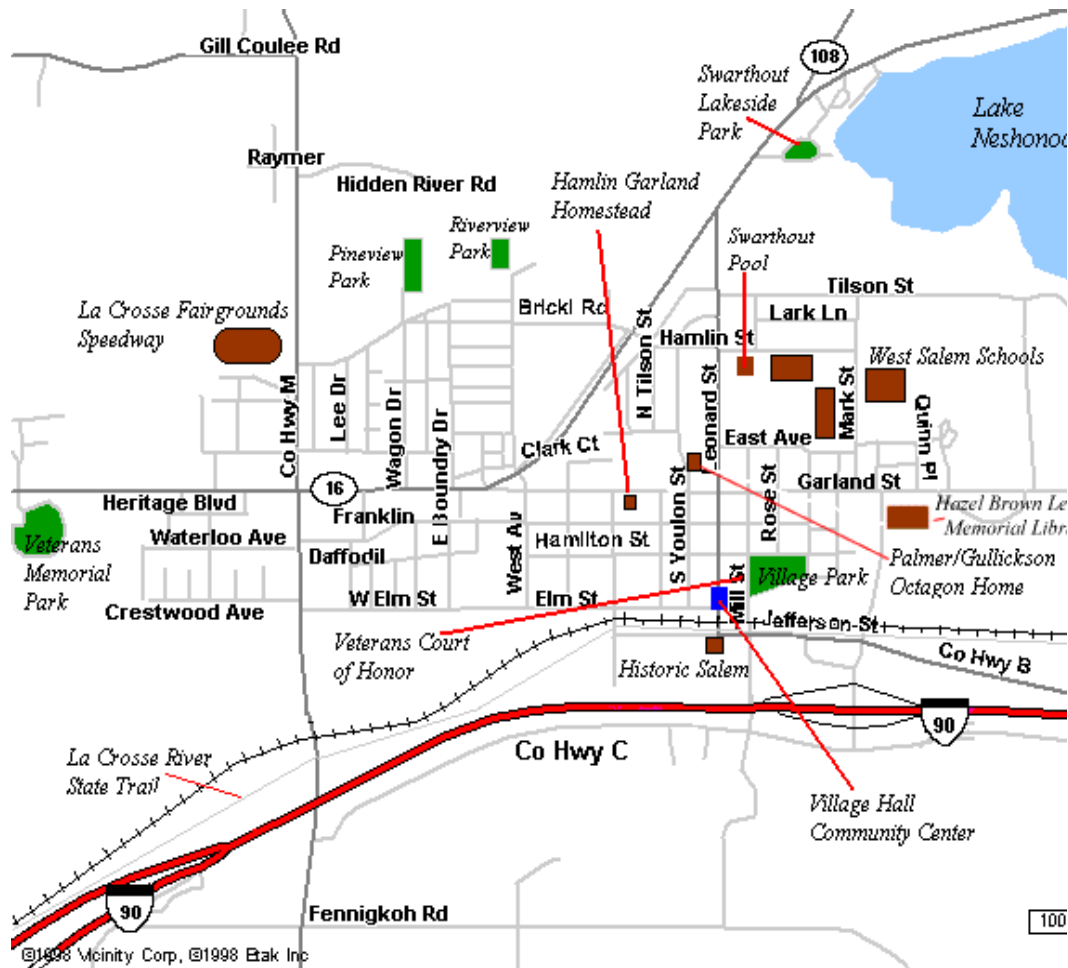 Gill Coulee Rd
108
Swarthout
Lakeside
Park
Lake
Raymer
Hidden River Rd
Hamlin Garland
Homestead
Riverview
Park
Pineview
Park
Swarthout
Pool
Tilson St
Brickl Rd
Lark Ln
La Crosse Fairgrounds
Speedway
N Tilson St
Hamlin St
West Salem Schools
Co Hwy M
Lee Dr
Wagon Dr
E Boundry Dr
Clark Ct
Leonard St
East Ave
Mark St
Quinn Pl
16
Heritage Blvd
Franklin
Garland St
Rose St
S Youlon St
Hazel Brown
Memorial
Waterloo Ave
Daffodil
West Av
Hamilton St
Veterans
Memorial
Park
Palmer/Gullickson
Octagon Home
Village Park
Mill St
Crestwood Ave
W Elm St
Elm St
Jefferson St
Veterans Court
of Honor
Historic Salem
Co Hwy B
90
Co Hwy C
La Crosse River
State Trail
Village Hall
Community Center
90
Fennigkoh Rd
100
©1998 Vicinity Corp, ©1998 Etak Inc